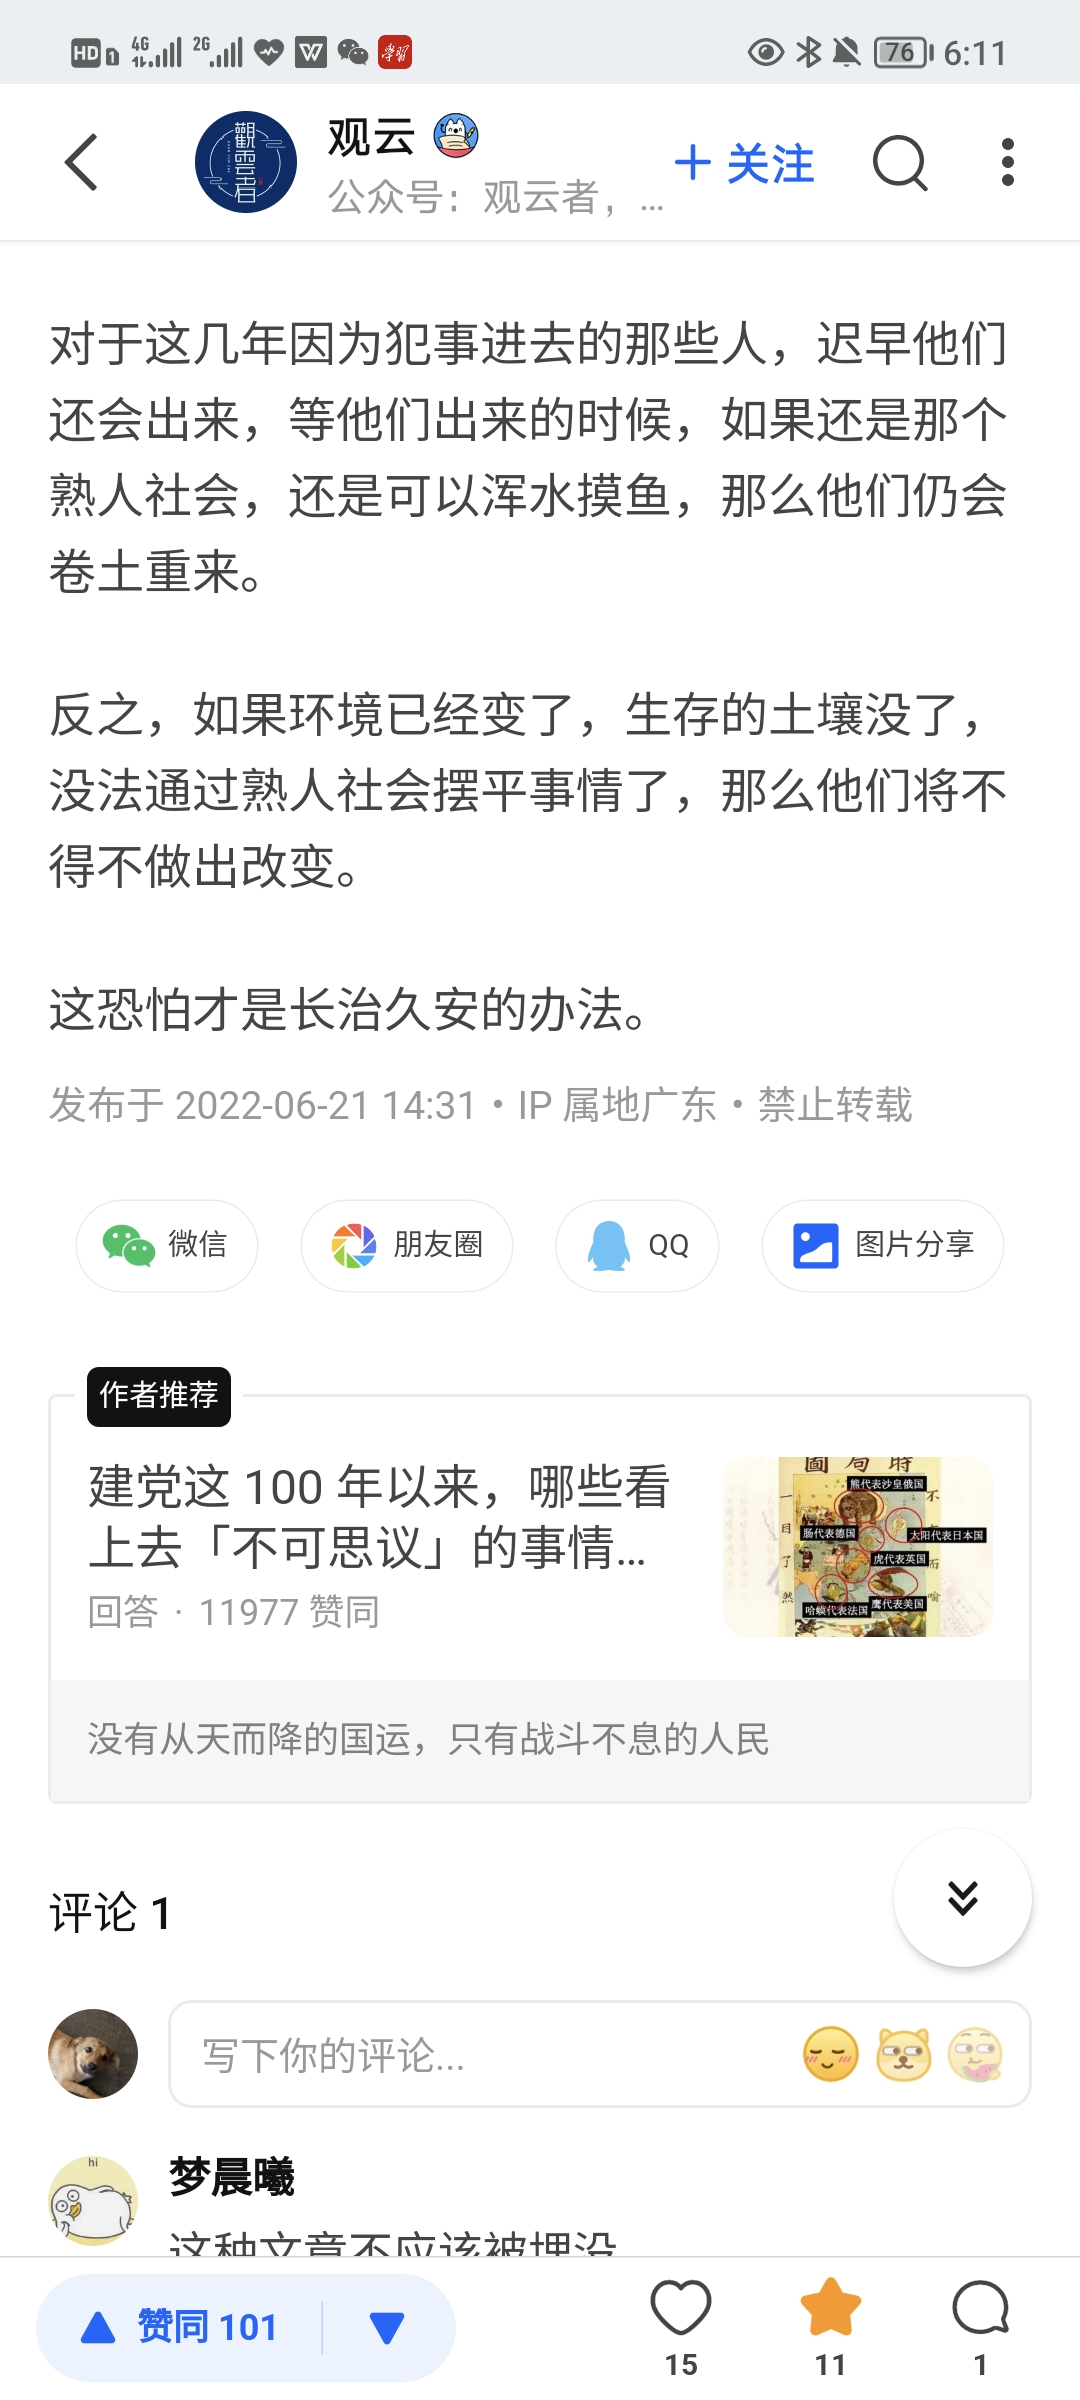 HD 1 4G 2G 学习 76 6:11
觀雲者
观云
公众号：观云者，...
+ 关注
对于这几年因为犯事进去的那些人，迟早他们
还会出来，等他们出来的时候，如果还是那个
熟人社会，还是可以浑水摸鱼，那么他们仍会
卷土重来。
反之，如果环境已经变了，生存的土壤没了，
没法通过熟人社会摆平事情了，那么他们将不
得不做出改变。
这恐怕才是长治久安的办法。
发布于 2022-06-21 14:31・IP 属地广东・禁止转载
微信
朋友圈
QQ
图片分享
作者推荐
建党这 100 年以来，哪些看
上去「不可思议」的事情...
回答 · 11977 赞同
圖局時
熊代表沙皇俄国
肠代表德国
太阳代表日本国
虎代表英国
鹰代表美国
哈蟆代表法国
一目了然
不言而喻
没有从天而降的国运，只有战斗不息的人民
评论 1
写下你的评论...
hi
梦晨曦
这种文章不应该被埋没
赞同 101
15
11
1